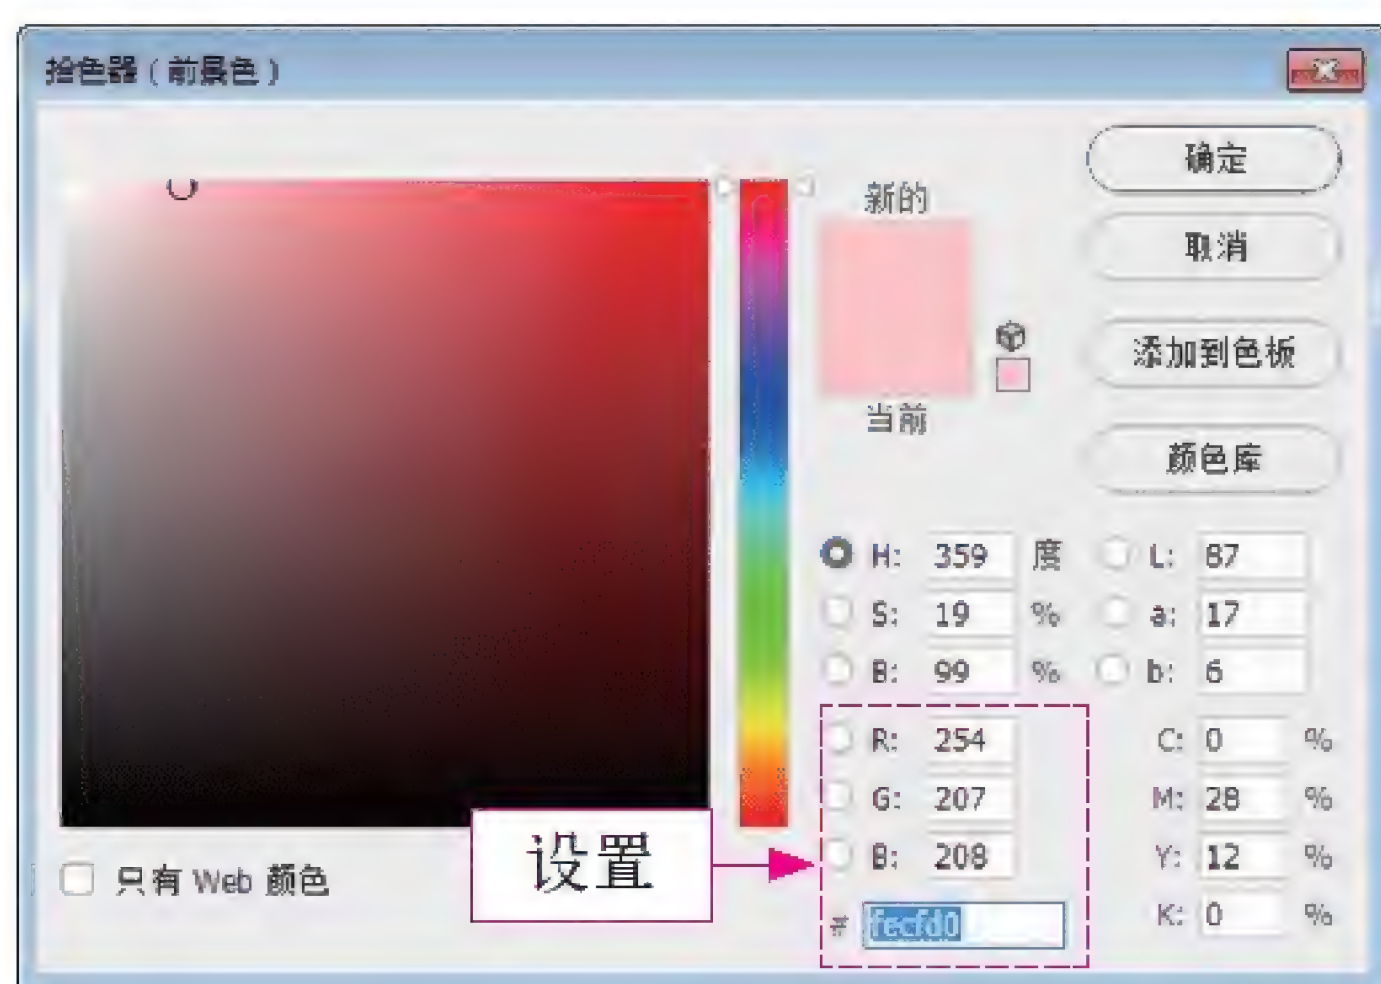 拾色器（前景色）
确定
新的
取消
添加到色板
当前
颜色库
H: 359 度 L: 87
S: 19 % a: 17
B: 99 % b: 6
R: 254 C: 0 %
G: 207 M: 28 %
设置
B: 208 Y: 12 %
只有 Web 颜色
# fecfd0 K: 0 %